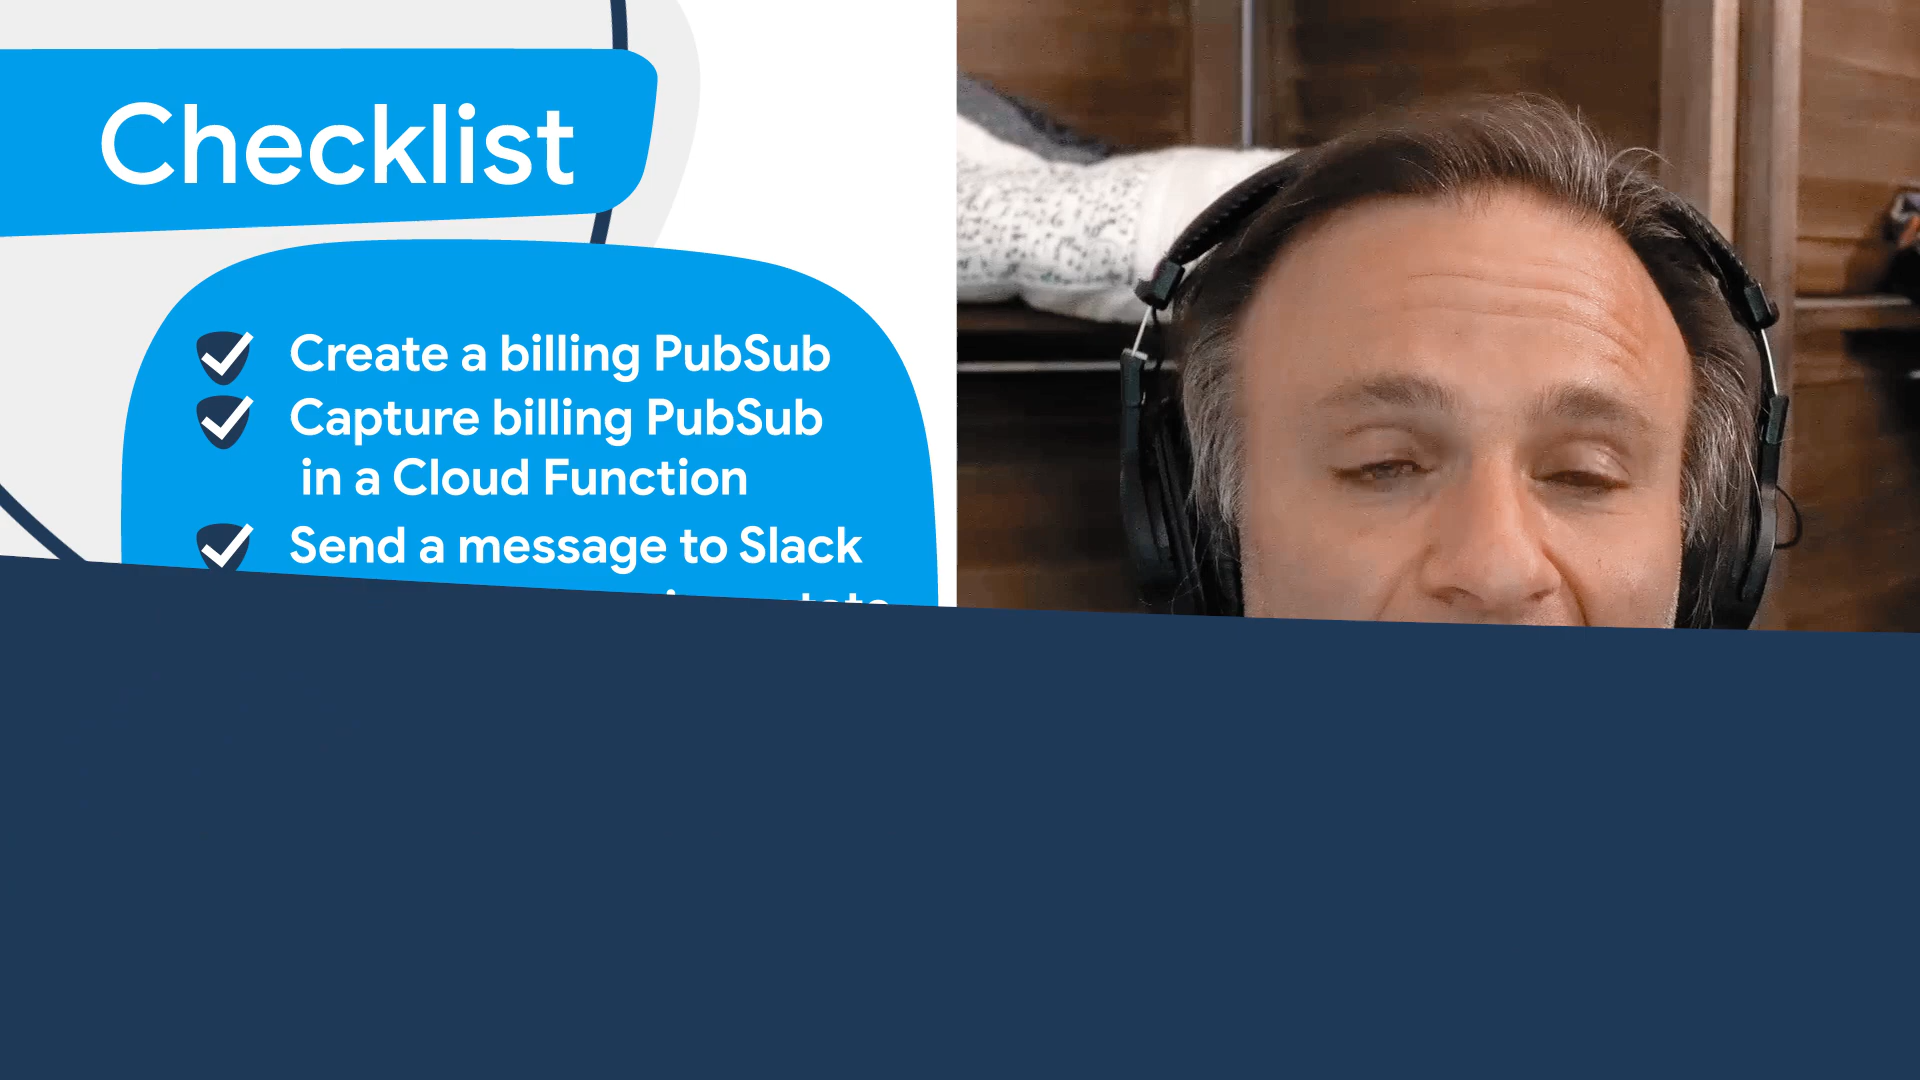 Checklist
Create a billing PubSub
Capture billing PubSub
in a Cloud Function
Send a message to Slack